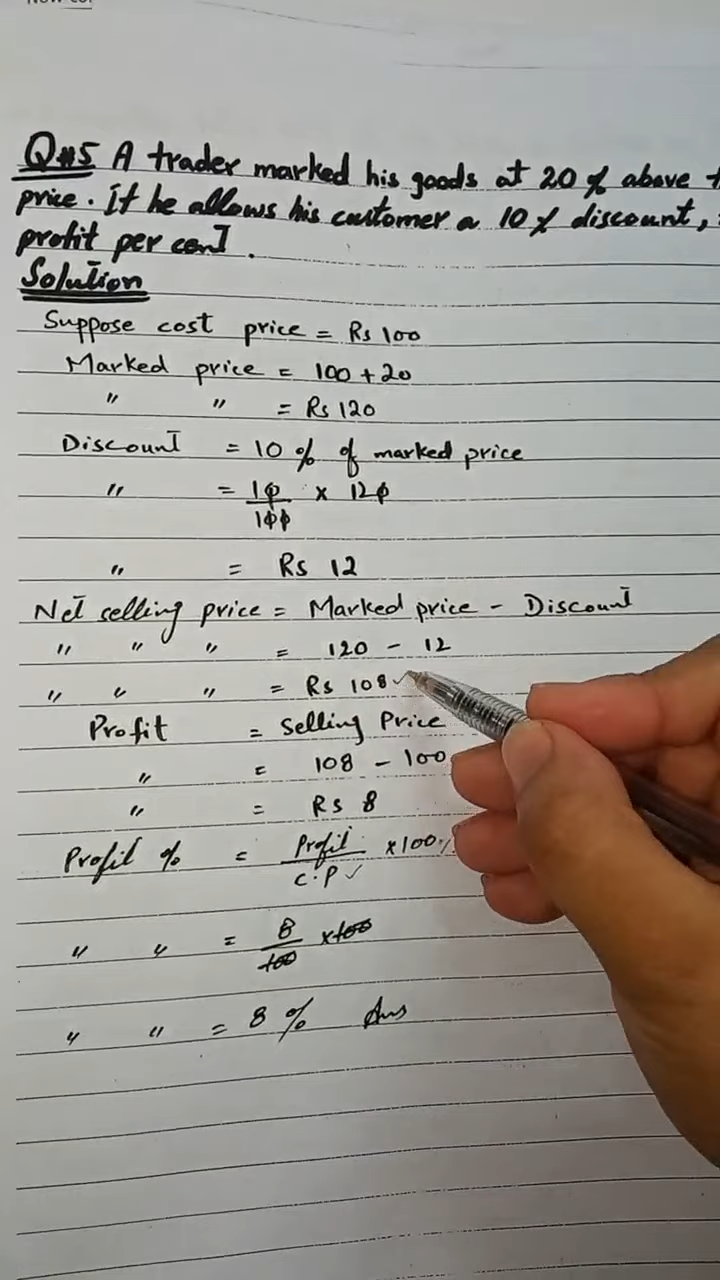 Q#5 A trader marked his goods at 20 % above
price. If he allows his customer a 10 % discount,
profit per cent.
Solution
Suppose cost price = Rs 100
Marked price = 100 + 20
" " = Rs 120
Discount = 10 % of marked price
" = 10/100 x 120
" = Rs 12
Net selling price = Marked price - Discount
" " " = 120 - 12
" " " = Rs 108 ✓
Profit = Selling Price
" = 108 - 100
" = Rs 8
Profit % = Profit/C.P ✓ x100
" " = 8/100 x100
" " = 8 % Ans